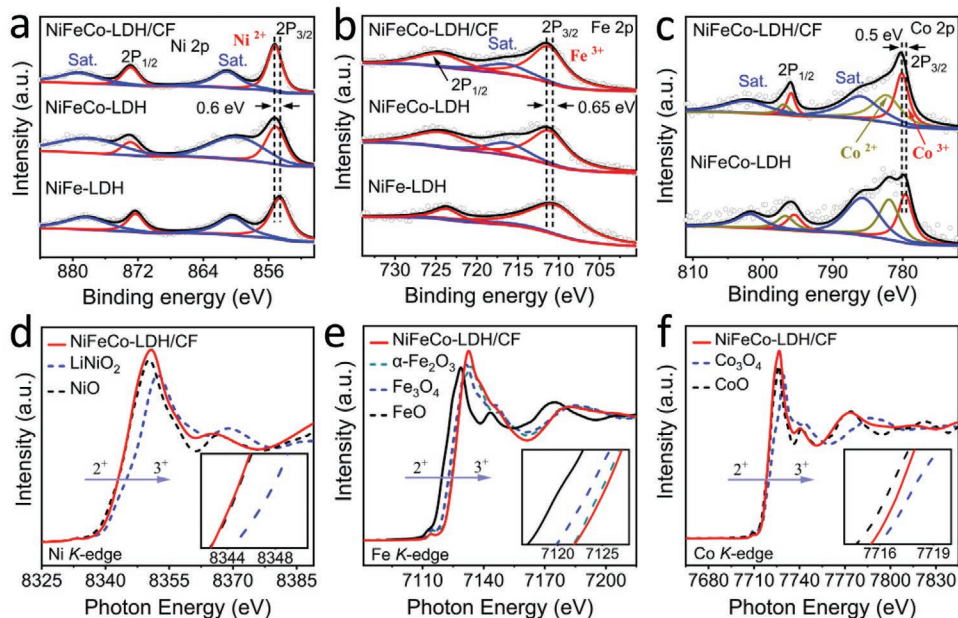 a
NiFeCo-LDH/CF
Ni 2p
Ni 2+
2P3/2
Sat.
2P1/2
Sat.
NiFeCo-LDH
0.6 eV
NiFe-LDH
Intensity (a.u.)
880 872 864 856
Binding energy (eV)
b
NiFeCo-LDH/CF
Fe 2p
Sat.
2P3/2
Fe 3+
2P1/2
NiFeCo-LDH
0.65 eV
NiFe-LDH
Intensity (a.u.)
730 725 720 715 710 705
Binding energy (eV)
c
NiFeCo-LDH/CF
0.5 eV
Co 2p
2P3/2
Sat.
2P1/2
Sat.
Co 2+
Co 3+
NiFeCo-LDH
Intensity (a.u.)
810 800 790 780
Binding energy (eV)
d
NiFeCo-LDH/CF
LiNiO2
NiO
2+ 3+
8344 8348
Ni K-edge
Intensity (a.u.)
8325 8347 8369 8389
Photon Energy (eV)
e
NiFeCo-LDH/CF
α-Fe2O3
Fe3O4
FeO
2+ 3+
7120 7125
Fe K-edge
Intensity (a.u.)
7110 7140 7170 7200
Photon Energy (eV)
f
NiFeCo-LDH/CF
Co3O4
CoO
2+ 3+
7716 7719
Co K-edge
Intensity (a.u.)
7680 7710 7740 7770 7800 7830
Photon Energy (eV)